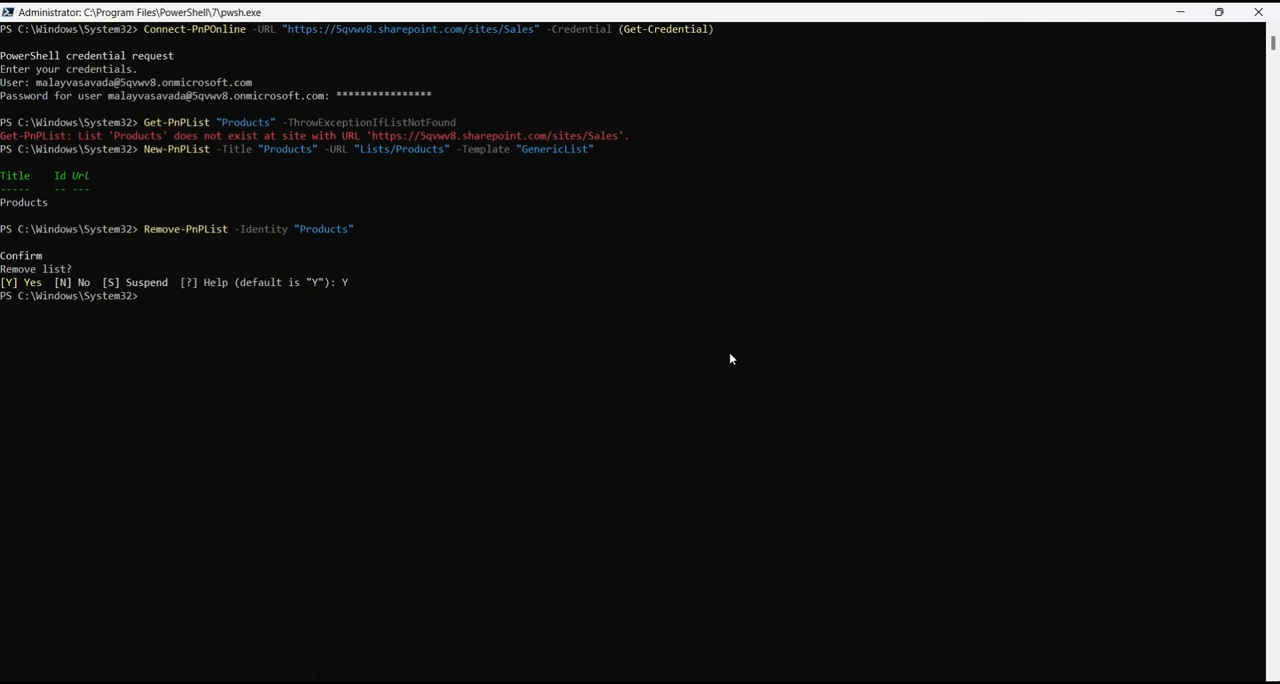 Administrator: C:\Program Files\PowerShell\7\pwsh.exe
PS C:\Windows\System32> Connect-PnPOnline -URL "https://5qvwv8.sharepoint.com/sites/Sales" -Credential (Get-Credential)
PowerShell credential request
Enter your credentials.
User: malayvasavada@5qvwv8.onmicrosoft.com
Password for user malayvasavada@5qvwv8.onmicrosoft.com: ****************
PS C:\Windows\System32> Get-PnPList "Products" -ThrowExceptionIfListNotFound
Get-PnPList: List 'Products' does not exist at site with URL 'https://5qvwv8.sharepoint.com/sites/Sales'.
PS C:\Windows\System32> New-PnPList -Title "Products" -URL "Lists/Products" -Template "GenericList"
Title    Id Url
-----    -- ---
Products
PS C:\Windows\System32> Remove-PnPList -Identity "Products"
Confirm
Remove list?
[Y] Yes  [N] No  [S] Suspend  [?] Help (default is "Y"): Y
PS C:\Windows\System32>